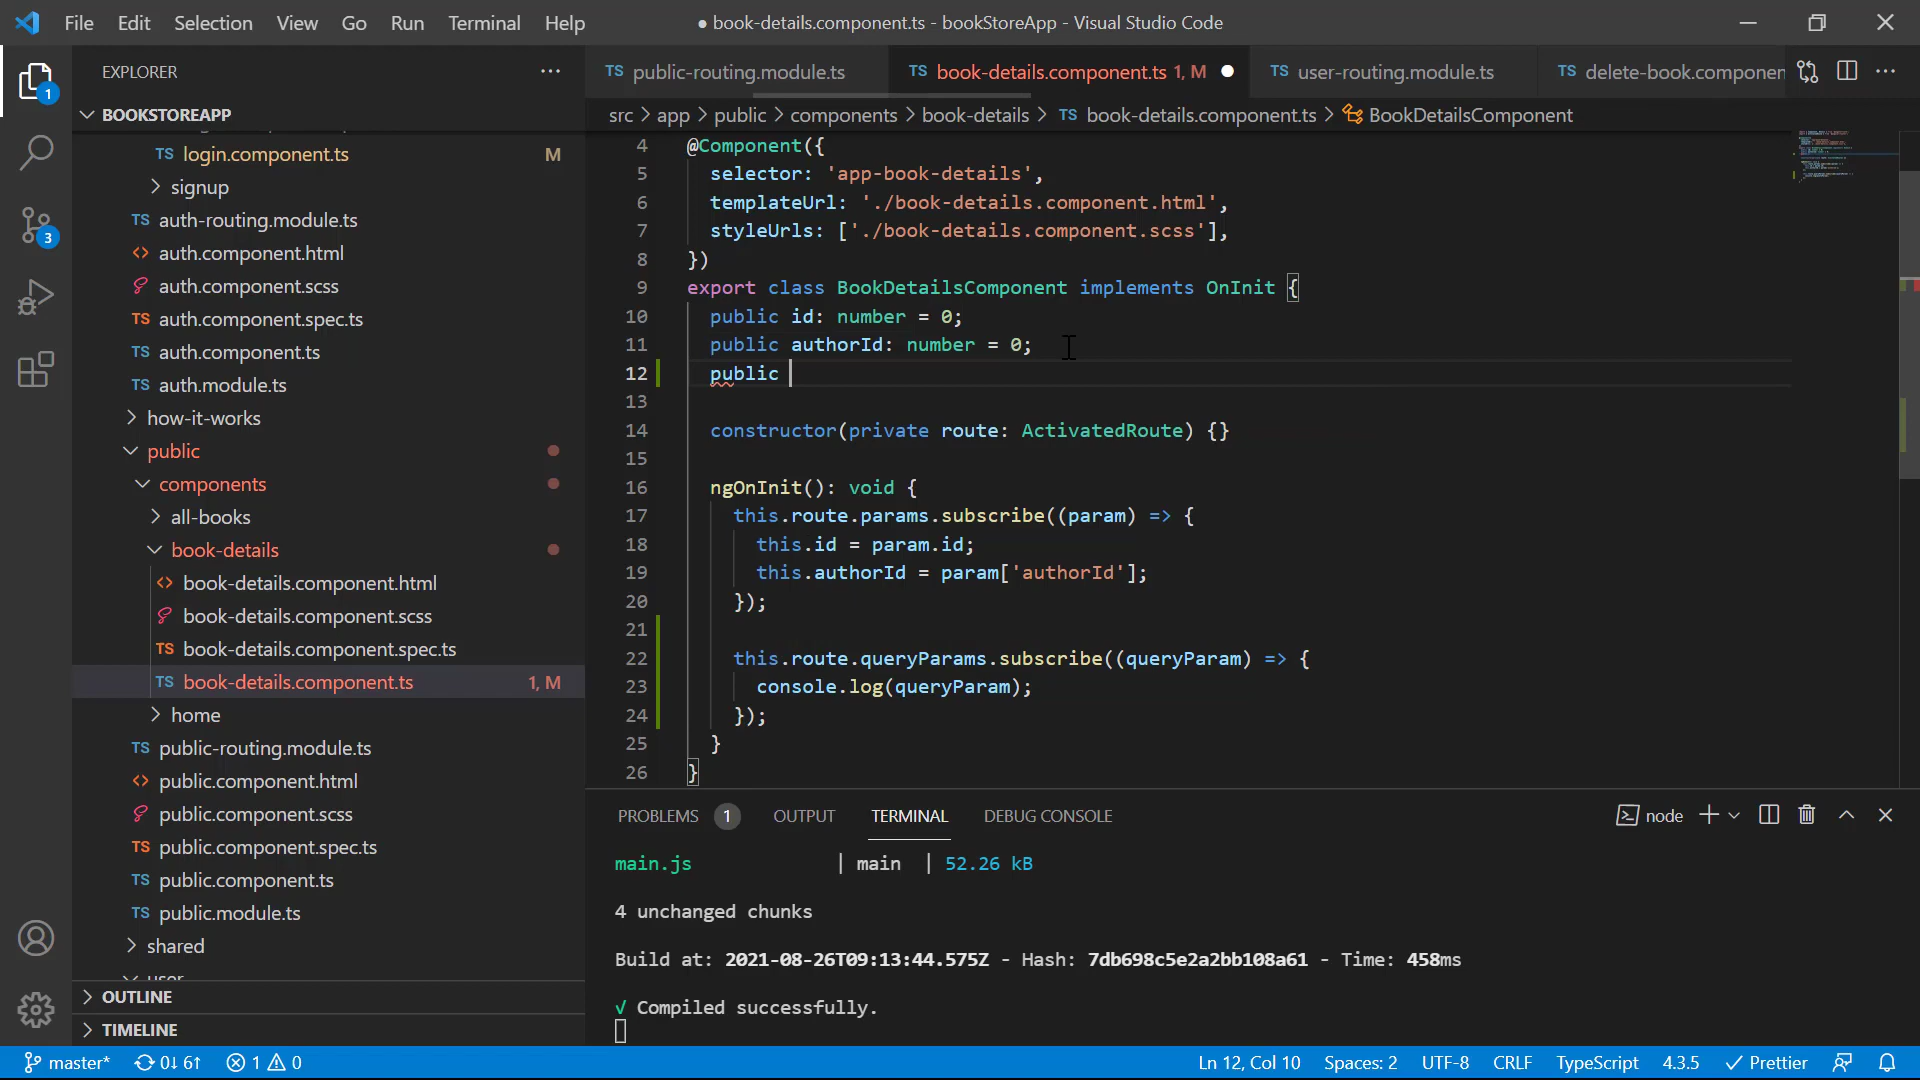 File Edit Selection View Go Run Terminal Help
● book-details.component.ts - bookStoreApp - Visual Studio Code
EXPLORER
BOOKSTOREAPP
login.component.ts M
signup
auth-routing.module.ts
auth.component.html
auth.component.scss
auth.component.spec.ts
auth.component.ts
auth.module.ts
how-it-works
public
components
all-books
book-details
book-details.component.html
book-details.component.scss
book-details.component.spec.ts
book-details.component.ts 1, M
home
public-routing.module.ts
public.component.html
public.component.scss
public.component.spec.ts
public.component.ts
public.module.ts
shared
user
OUTLINE
TIMELINE
1
3
TS public-routing.module.ts
TS book-details.component.ts 1, M
TS user-routing.module.ts
TS delete-book.componen
src > app > public > components > book-details > TS book-details.component.ts > BookDetailsComponent
4 @Component({
5 selector: 'app-book-details',
6 templateUrl: './book-details.component.html',
7 styleUrls: ['./book-details.component.scss'],
8 })
9 export class BookDetailsComponent implements OnInit {
10 public id: number = 0;
11 public authorId: number = 0;
12 public
13
14 constructor(private route: ActivatedRoute) {}
15
16 ngOnInit(): void {
17 this.route.params.subscribe((param) => {
18 this.id = param.id;
19 this.authorId = param['authorId'];
20 });
21
22 this.route.queryParams.subscribe((queryParam) => {
23 console.log(queryParam);
24 });
25 }
26 }
PROBLEMS 1 OUTPUT TERMINAL DEBUG CONSOLE
node
main.js | main | 52.26 kB
4 unchanged chunks
Build at: 2021-08-26T09:13:44.575Z - Hash: 7db698c5e2a2bb108a61 - Time: 458ms
√ Compiled successfully.
master* 0↓ 6↑ 1 0
Ln 12, Col 10 Spaces: 2 UTF-8 CRLF TypeScript 4.3.5 ✓ Prettier